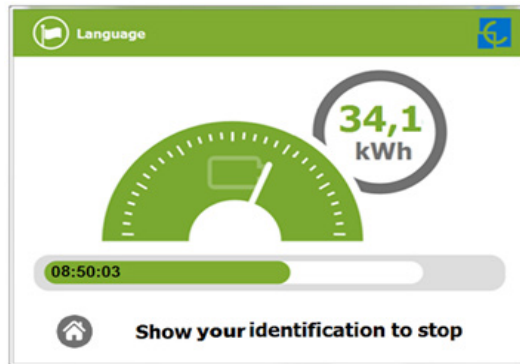 Language
34,1
kWh
08:50:03
Show your identification to stop